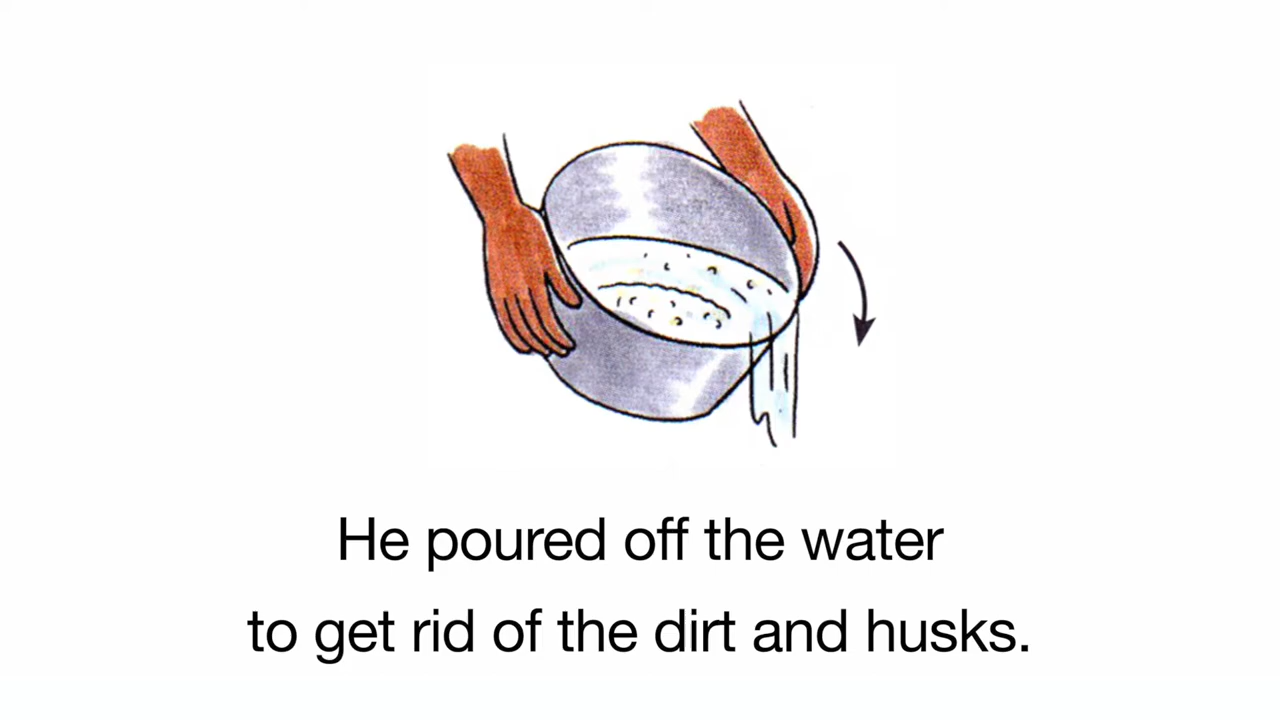 He poured off the water
to get rid of the dirt and husks.